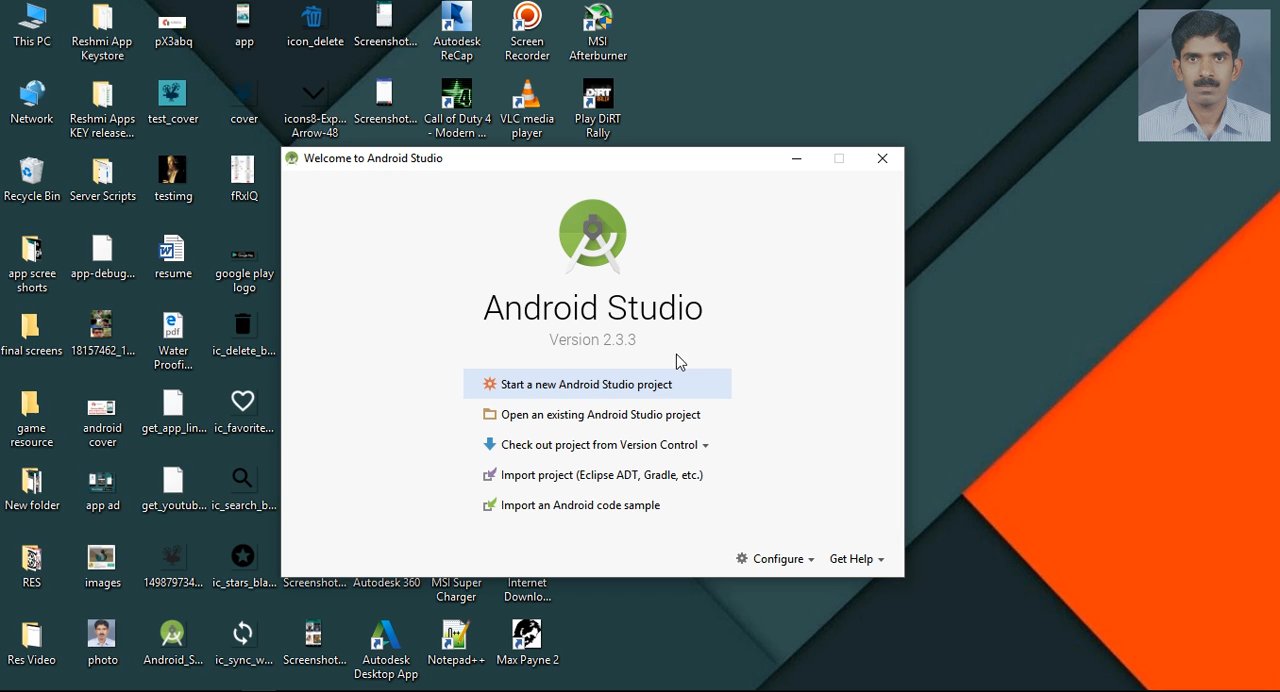 This PC
Reshmi App
Keystore
pX3abq
app
icon_delete
Screenshot...
Autodesk
ReCap
Screen
Recorder
MSI
Afterburner
Network
Reshmi Apps
KEY release...
test_cover
cover
icons8-Exp...
Arrow-48
Screenshot...
Call of Duty 4
- Modern ...
VLC media
player
Play DiRT
Rally
Recycle Bin
Server Scripts
testimg
fRxIQ
app scree
shorts
app-debug...
resume
google play
logo
final screens
18157462_1...
Water
Proofi...
ic_delete_b...
game
resource
android
cover
get_app_lin...
ic_favorite...
New folder
app ad
get_youtub...
ic_search_b...
RES
images
149879734...
ic_stars_bla...
Screenshot...
Autodesk 360
MSI Super
Charger
Internet
Downlo...
Res Video
photo
Android_S...
ic_sync_w...
Screenshot...
Autodesk
Desktop App
Notepad++
Max Payne 2
Welcome to Android Studio
Android Studio
Version 2.3.3
Start a new Android Studio project
Open an existing Android Studio project
Check out project from Version Control
Import project (Eclipse ADT, Gradle, etc.)
Import an Android code sample
Configure
Get Help